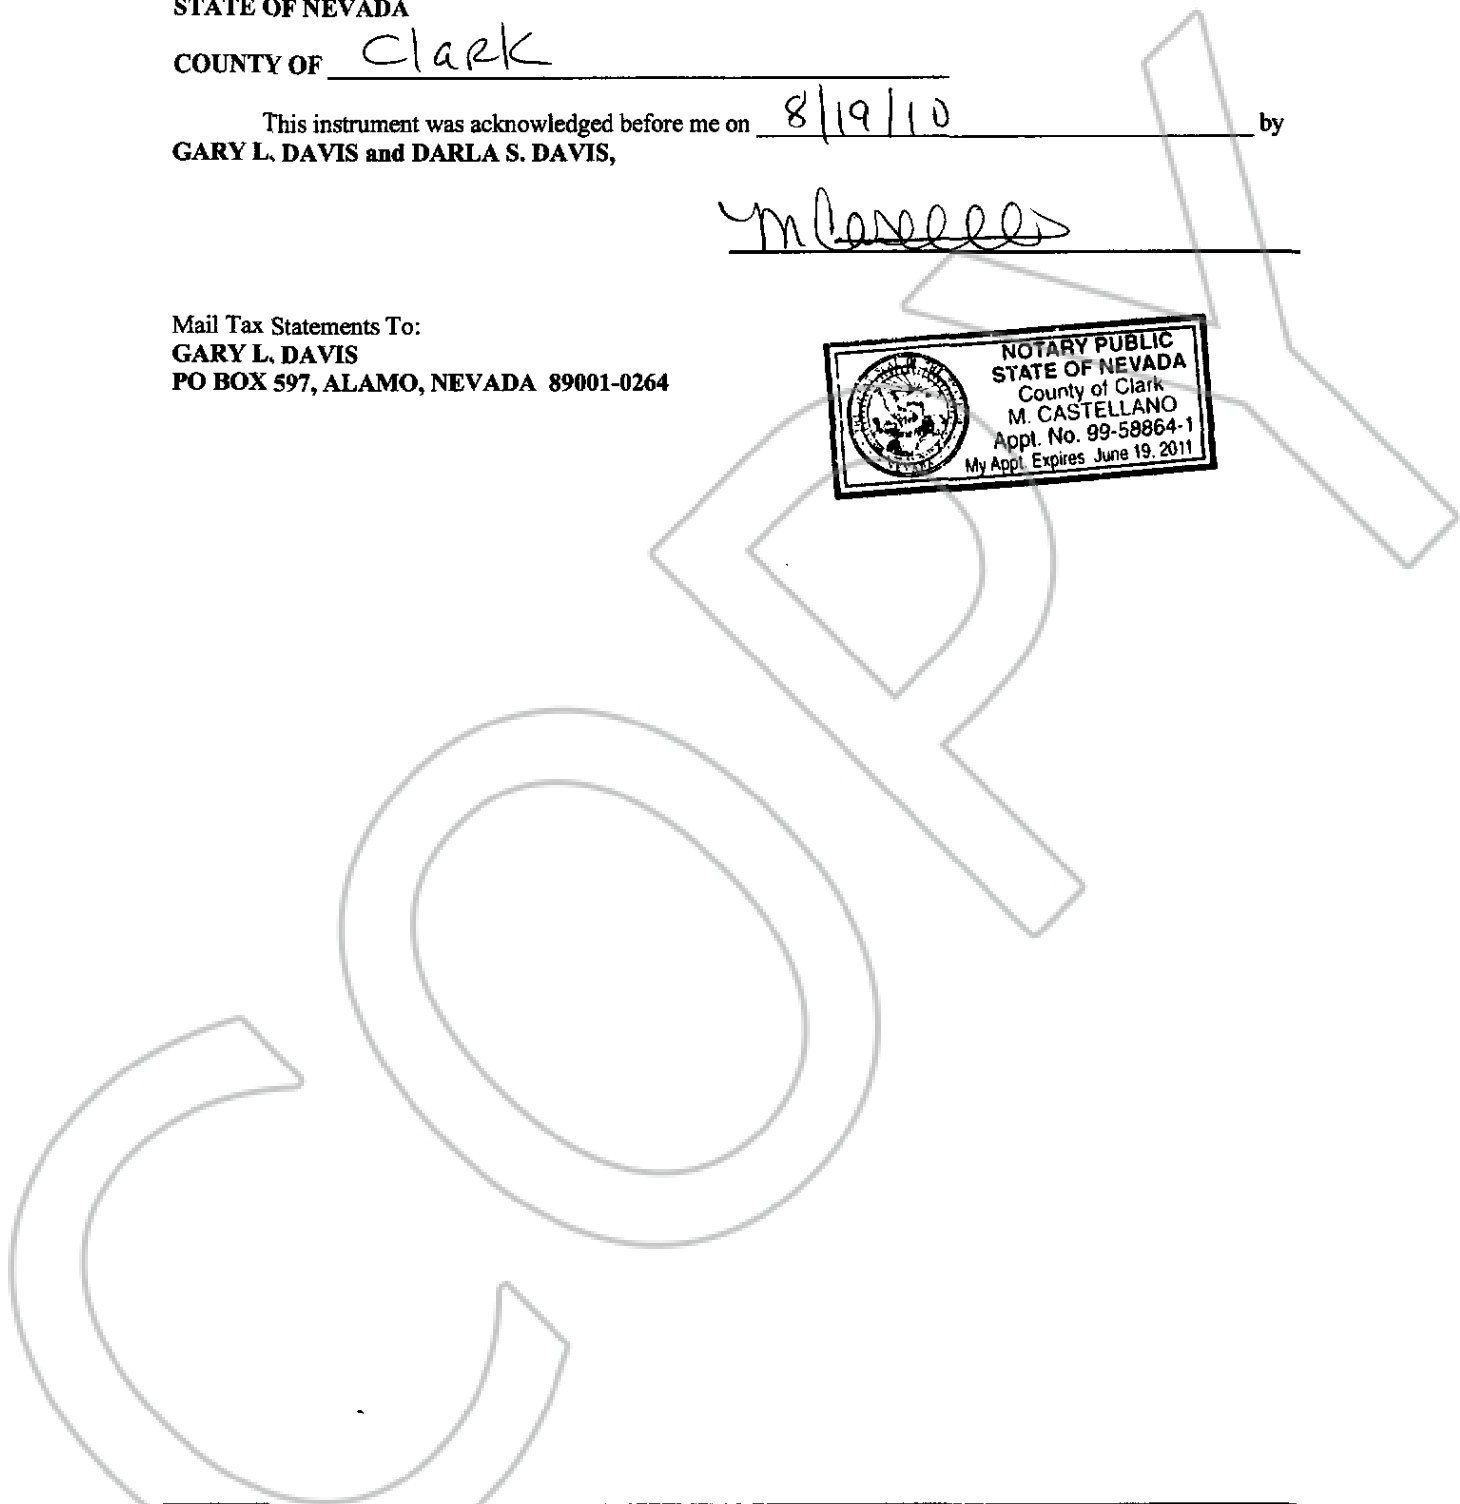 STATE OF NEVADA
COUNTY OF Clark
This instrument was acknowledged before me on 8/19/10 by
GARY L. DAVIS and DARLA S. DAVIS,
Mail Tax Statements To:
GARY L. DAVIS
PO BOX 597, ALAMO, NEVADA 89001-0264
NOTARY PUBLIC
STATE OF NEVADA
County of Clark
M. CASTELLANO
Appt. No. 99-58864-1
My Appt. Expires June 19, 2011
NEVADA
COPY